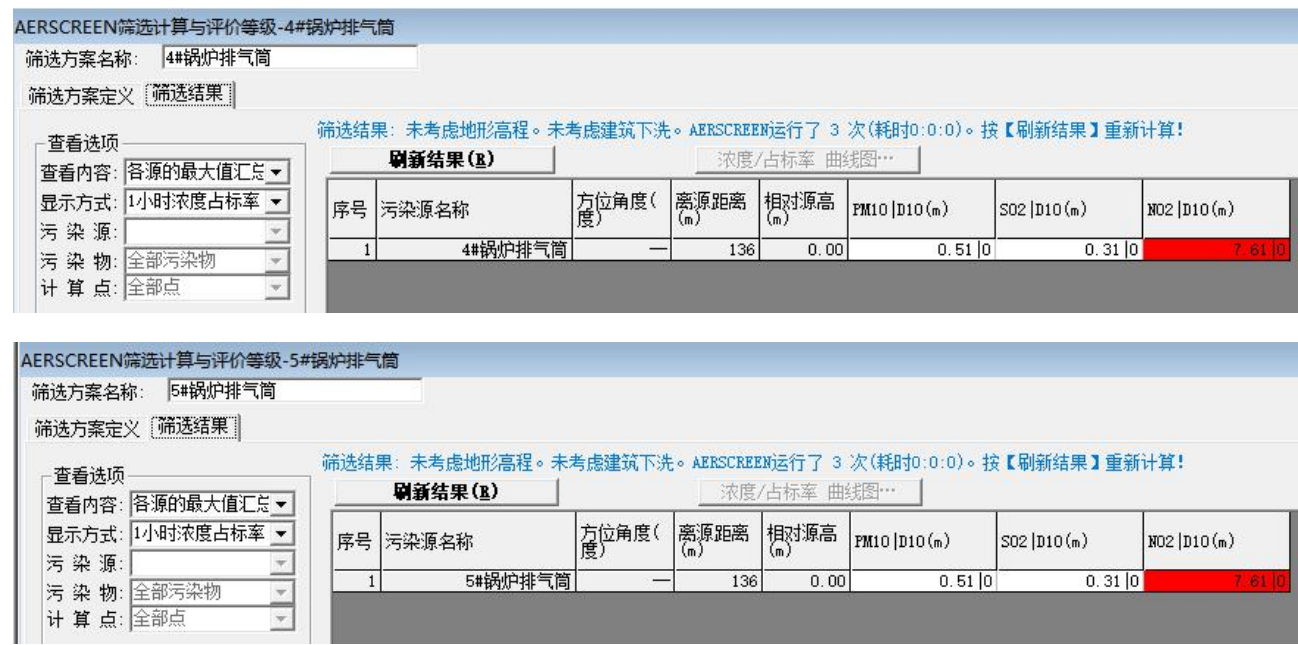 AERSCREEN筛选计算与评价等级-4#锅炉排气筒
筛选方案名称: 4#锅炉排气筒
筛选方案定义 筛选结果
筛选结果: 未考虑地形高程。未考虑建筑下洗。AERSCREEN运行了 3 次(耗时0:0:0)。按【刷新结果】重新计算!
查看选项
刷新结果(R) 浓度/占标率 曲线图…
查看内容: 各源的最大值汇总
显示方式: 1小时浓度占标率
污 染 源:
污 染 物: 全部污染物
计 算 点: 全部点
序号 污染源名称 方位角度(度) 离源距离(m) 相对源高(m) PM10|D10(m) SO2|D10(m) NO2|D10(m)
1 4#锅炉排气筒 — 136 0.00 0.51|0 0.31|0 7.61|0
AERSCREEN筛选计算与评价等级-5#锅炉排气筒
筛选方案名称: 5#锅炉排气筒
筛选方案定义 筛选结果
筛选结果: 未考虑地形高程。未考虑建筑下洗。AERSCREEN运行了 3 次(耗时0:0:0)。按【刷新结果】重新计算!
查看选项
刷新结果(R) 浓度/占标率 曲线图…
查看内容: 各源的最大值汇总
显示方式: 1小时浓度占标率
污 染 源:
污 染 物: 全部污染物
计 算 点: 全部点
序号 污染源名称 方位角度(度) 离源距离(m) 相对源高(m) PM10|D10(m) SO2|D10(m) NO2|D10(m)
1 5#锅炉排气筒 — 136 0.00 0.51|0 0.31|0 7.61|0